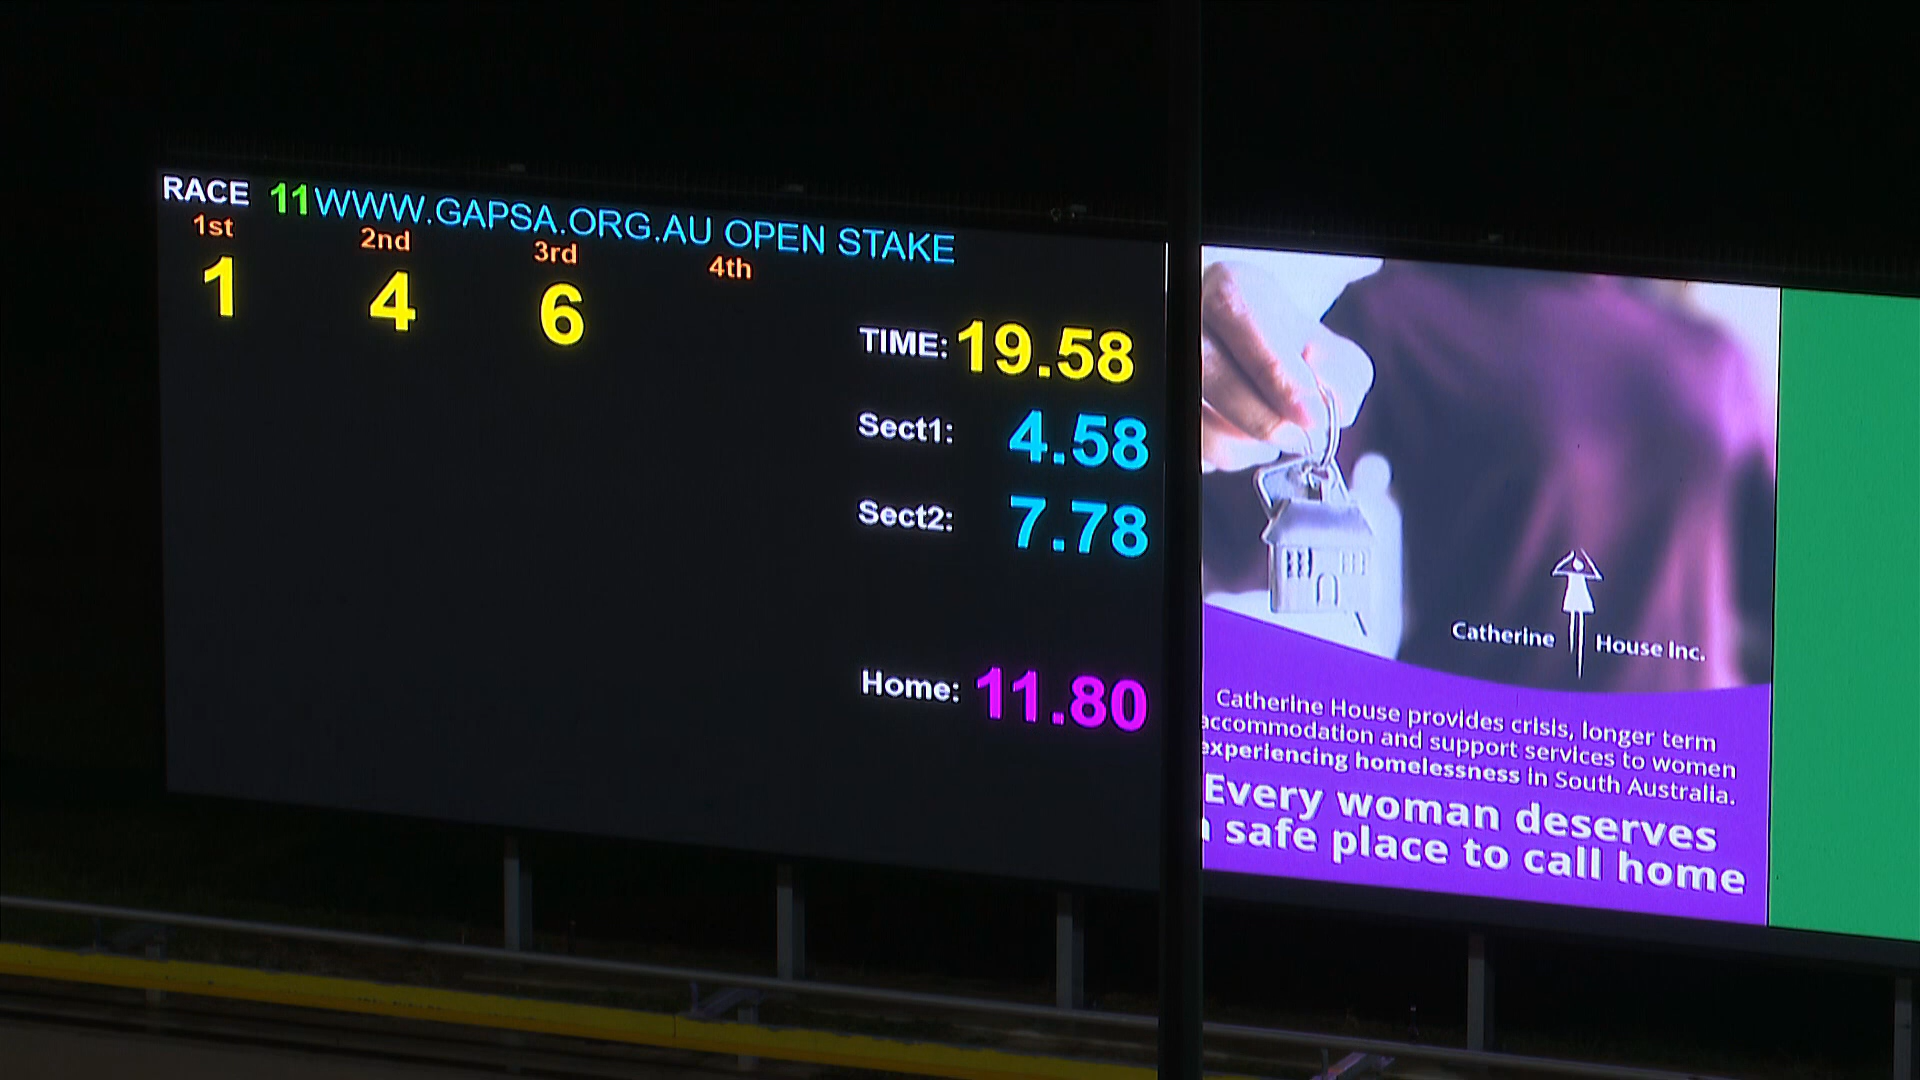 RACE 11 WWW.GAPSA.ORG.AU OPEN STAKE
1st 2nd 3rd 4th
1 4 6
TIME: 19.58
Sect1: 4.58
Sect2: 7.78
Home: 11.80
Catherine House Inc.
Catherine House provides crisis, longer term
accommodation and support services to women
experiencing homelessness in South Australia.
Every woman deserves
a safe place to call home